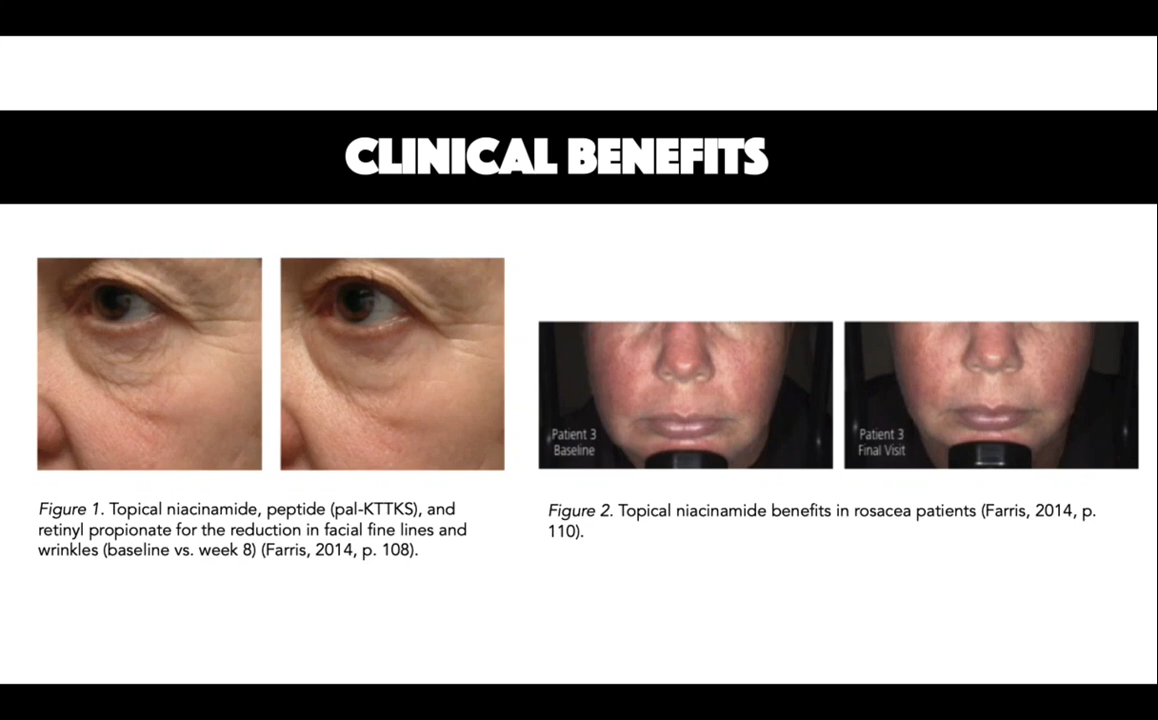 CLINICAL BENEFITS
Patient 3
Baseline
Patient 3
Final Visit
Figure 1. Topical niacinamide, peptide (pal-KTTKS), and
retinyl propionate for the reduction in facial fine lines and
wrinkles (baseline vs. week 8) (Farris, 2014, p. 108).
Figure 2. Topical niacinamide benefits in rosacea patients (Farris, 2014, p.
110).